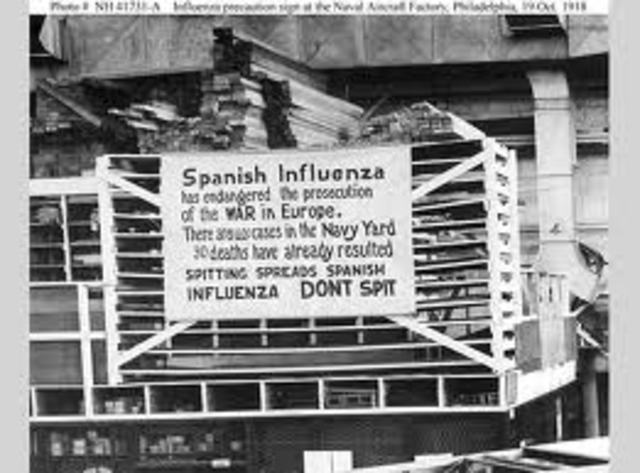 Photo # NH 41731-A Influenza precaution sign at the Naval Aircraft Factory, Philadelphia, 19 Oct. 1918
Spanish Influenza
has endangered the prosecution
of the WAR in Europe.
There are cases in the Navy Yard
30 deaths have already resulted
SPITTING SPREADS SPANISH
INFLUENZA DONT SPIT